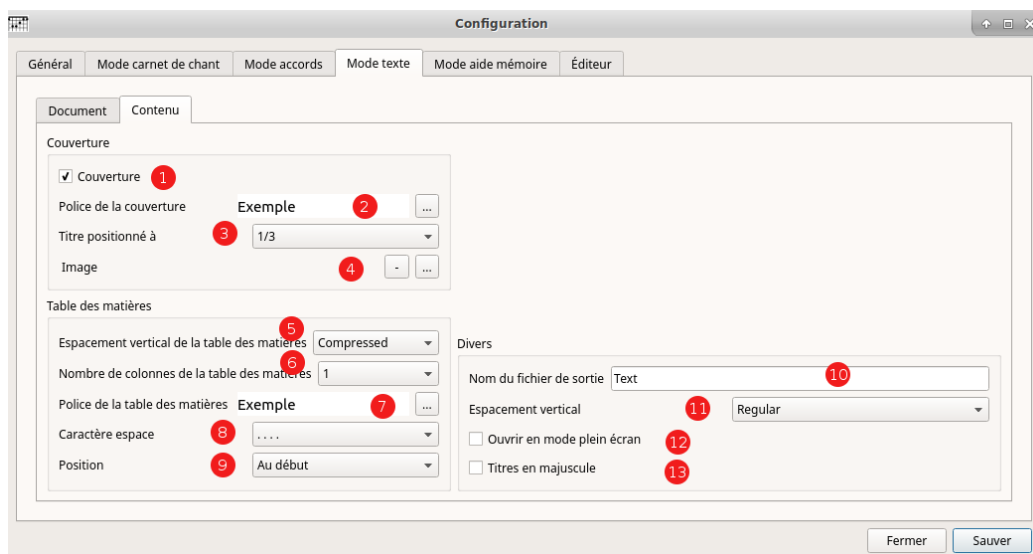 Configuration
Général Mode carnet de chant Mode accords Mode texte Mode aide mémoire Éditeur
Document Contenu
Couverture
Couverture 1
Police de la couverture Exemple 2 ...
Titre positionné à 3 1/3
Image 4 - ...
Table des matières
Espacement vertical de la table des matières 5 Compressed
Nombre de colonnes de la table des matières 6 1
Police de la table des matières Exemple 7 ...
Caractère espace 8 . . . .
Position 9 Au début
Divers
Nom du fichier de sortie Text 10
Espacement vertical 11 Regular
Ouvrir en mode plein écran 12
Titres en majuscule 13
Fermer Sauver